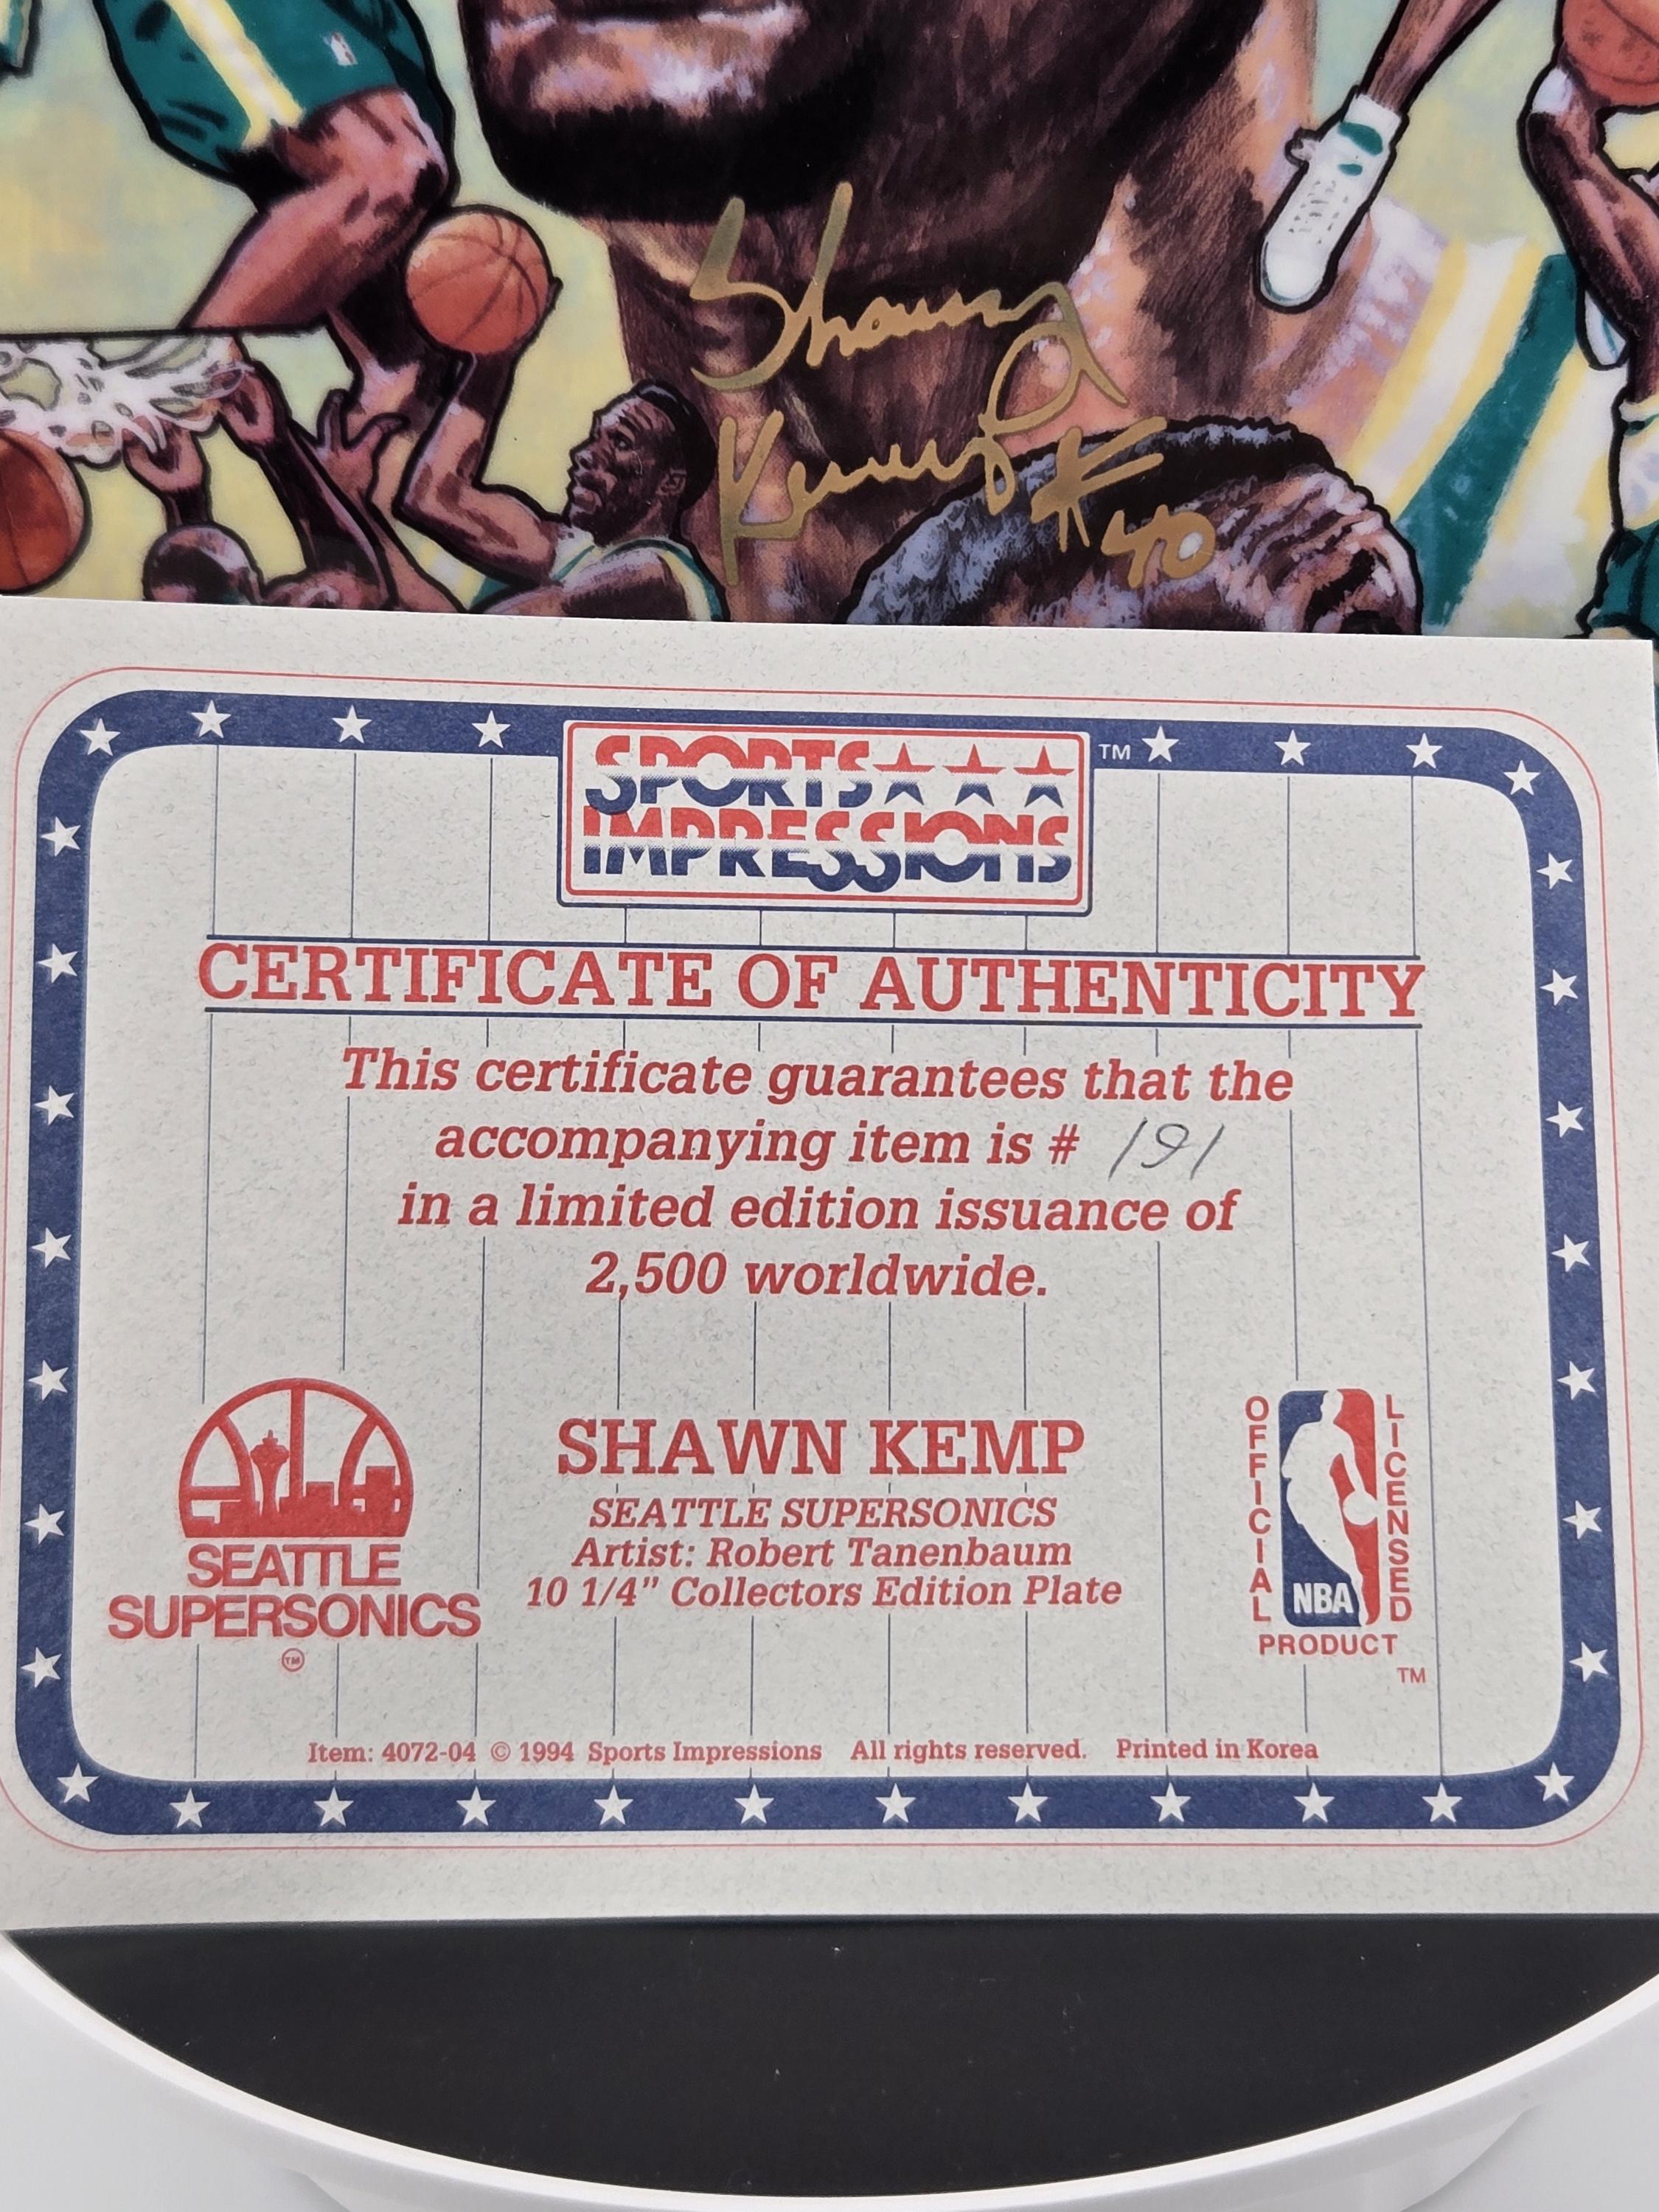 Shawn
Kemp
40
SPORTS
IMPRESSIONS
TM
CERTIFICATE OF AUTHENTICITY
This certificate guarantees that the
accompanying item is # 191
in a limited edition issuance of
2,500 worldwide.
SEATTLE
SUPERSONICS
TM
SHAWN KEMP
SEATTLE SUPERSONICS
Artist: Robert Tanenbaum
10 1/4" Collectors Edition Plate
OFFICIAL
NBA
LICENSED
PRODUCT
TM
Item: 4072-04 © 1994 Sports Impressions All rights reserved. Printed in Korea